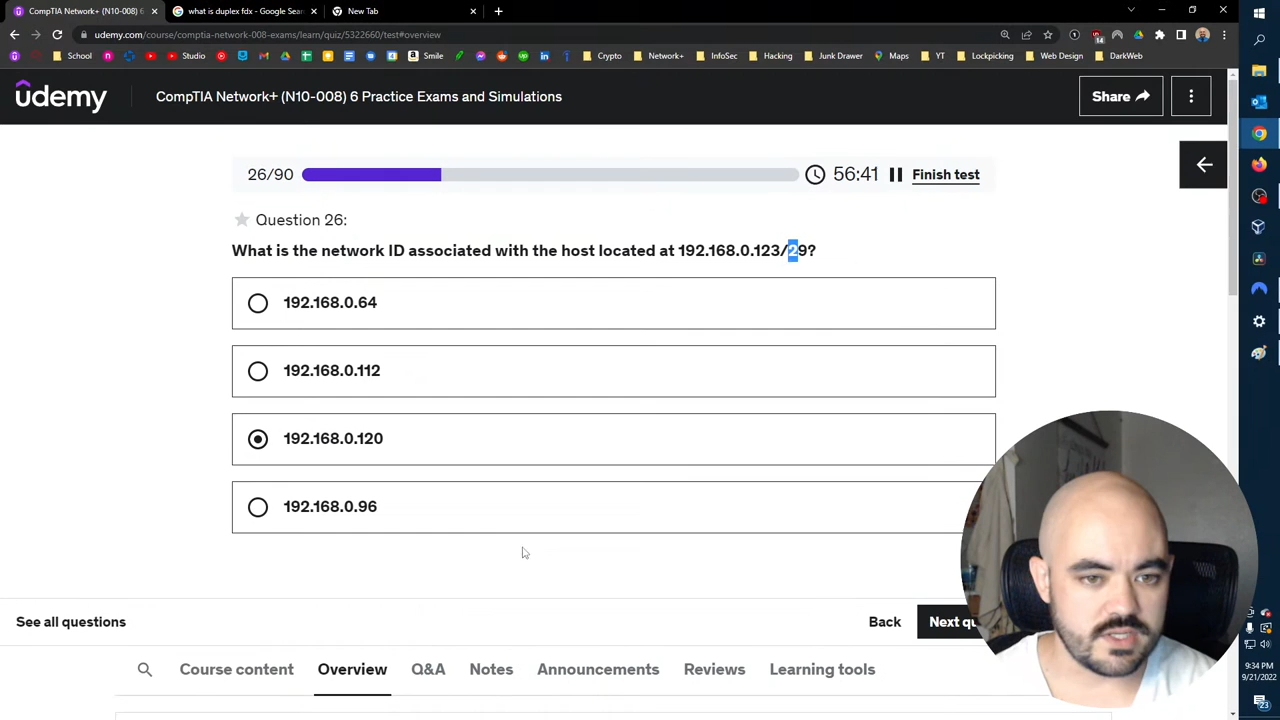 CompTIA Network+ (N10-008) 6
what is duplex fdx - Google Sear
New Tab
udemy.com/course/comptia-network-008-exams/learn/quiz/5322660/test#overview
School
Studio
Smile
Crypto
Network+
InfoSec
Hacking
Junk Drawer
Maps
YT
Lockpicking
Web Design
DarkWeb
ûdemy
CompTIA Network+ (N10-008) 6 Practice Exams and Simulations
Share
26/90
56:41
Finish test
Question 26:
What is the network ID associated with the host located at 192.168.0.123/29?
192.168.0.64
192.168.0.112
192.168.0.120
192.168.0.96
See all questions
Back
Next qu
Course content
Overview
Q&A
Notes
Announcements
Reviews
Learning tools
9:34 PM
9/21/2022
23